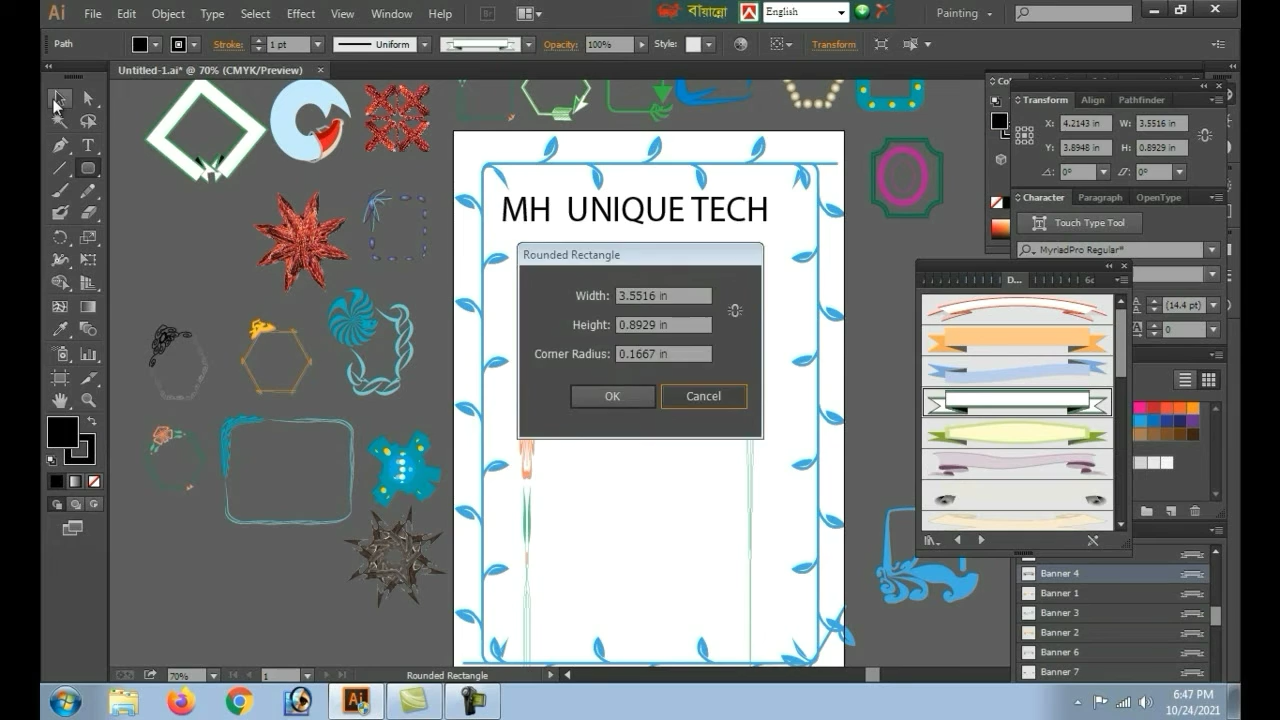 Ai File Edit Object Type Select Effect View Window Help Br বায়ান্নো English Painting
Path Stroke: 1 pt Uniform Opacity: 100% Style: Transform
Untitled-1.ai* @ 70% (CMYK/Preview)
Transform Align Pathfinder
X: 4.2143 in W: 3.5516 in
Y: 3.8948 in H: 0.8929 in
0° 0°
Character Paragraph OpenType
Touch Type Tool
MyriadPro Regular*
(14.4 pt)
0
MH UNIQUE TECH
Rounded Rectangle
Width: 3.5516 in
Height: 0.8929 in
Corner Radius: 0.1667 in
OK Cancel
D...
Banner 4
Banner 1
Banner 3
Banner 2
Banner 6
Banner 7
70% 1 Rounded Rectangle
Ai
6:47 PM
10/24/2021